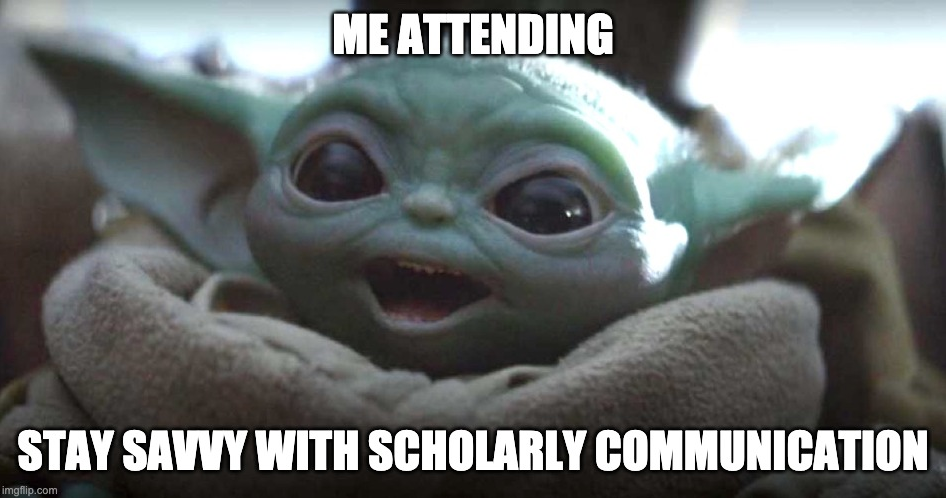 ME ATTENDING
STAY SAVVY WITH SCHOLARLY COMMUNICATION
imgflip.com